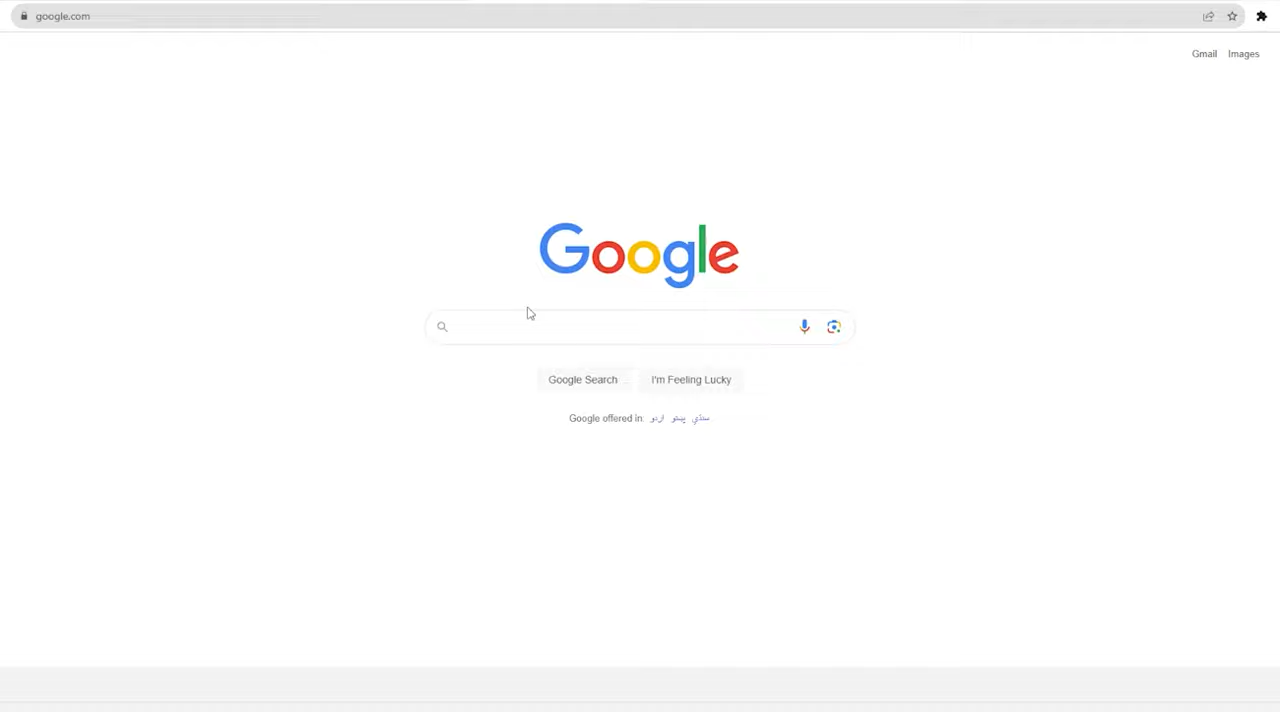 google.com
Gmail Images
Google
Google Search I'm Feeling Lucky
Google offered in: اردو پښتو سنڌي